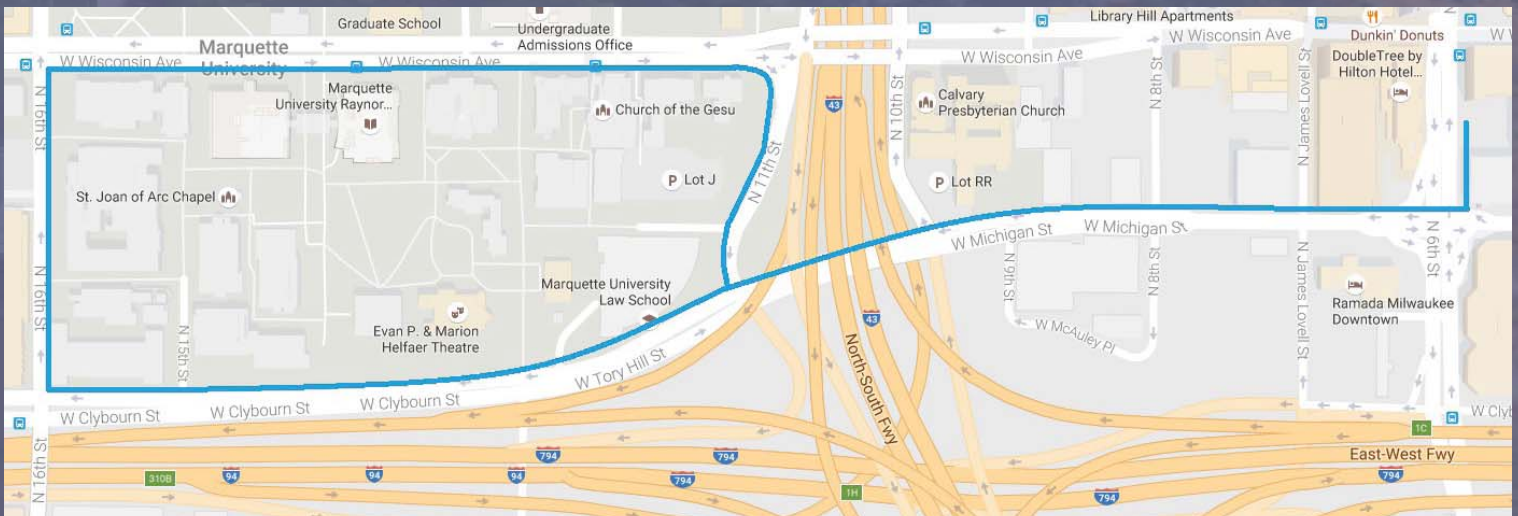 Graduate School
Undergraduate
Admissions Office
Library Hill Apartments
N
Dunkin' Donuts
Marquette
University
W Wisconsin Ave
W Wisconsin Ave
W Wisconsin Ave
W Wisconsin Ave
DoubleTree by
Hilton Hotel...
Marquette
University Raynor...
Church of the Gesu
43
Calvary
Presbyterian Church
N 16th St
N 11th St
N 10th St
N 8th St
N James Lovell St
P Lot J
P Lot RR
St. Joan of Arc Chapel
W Michigan St
W Michigan St
N 6th St
Marquette University
Law School
N 16th St
N 15th St
N 9th St
N 8th St
N James Lovell St
Ramada Milwaukee
Downtown
43
Evan P. & Marion
Helfaer Theatre
W McAuley Pl
W Tory Hill St
North-South Fwy
W Clybourn St
W Clybourn St
W Clybourn St
W Clyb
1C
N 16th St
East-West Fwy
794
794
310B
94
94
94
794
794
1H
794